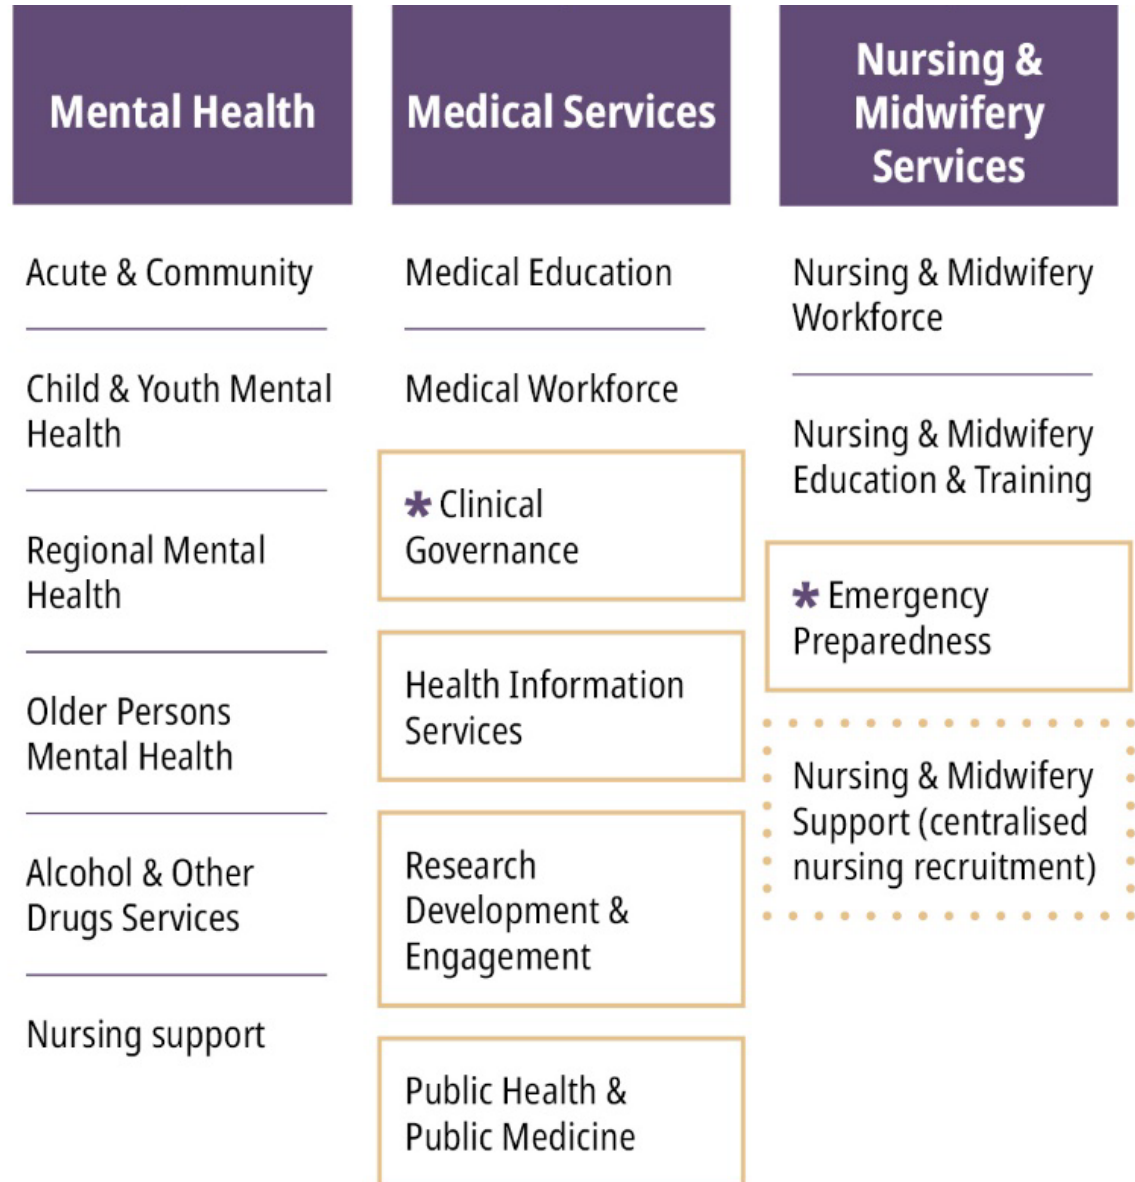 Mental Health
Acute & Community
Child & Youth Mental
Health
Regional Mental
Health
Older Persons
Mental Health
Alcohol & Other
Drugs Services
Nursing support
Medical Services
Medical Education
Medical Workforce
* Clinical
Governance
Health Information
Services
Research
Development &
Engagement
Public Health &
Public Medicine
Nursing &
Midwifery
Services
Nursing & Midwifery
Workforce
Nursing & Midwifery
Education & Training
* Emergency
Preparedness
Nursing & Midwifery
Support (centralised
nursing recruitment)